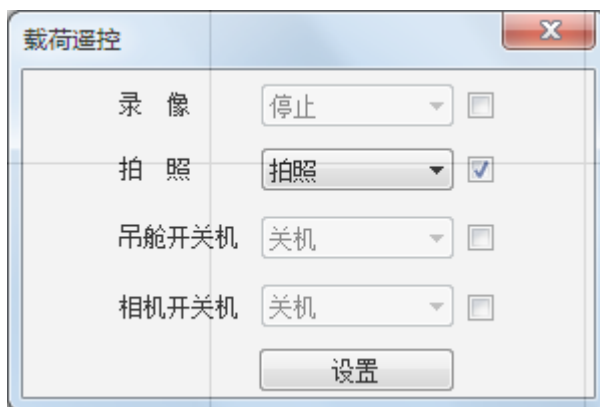 载荷遥控
录 像 停止
拍 照 拍照
吊舱开关机 关机
相机开关机 关机
设置